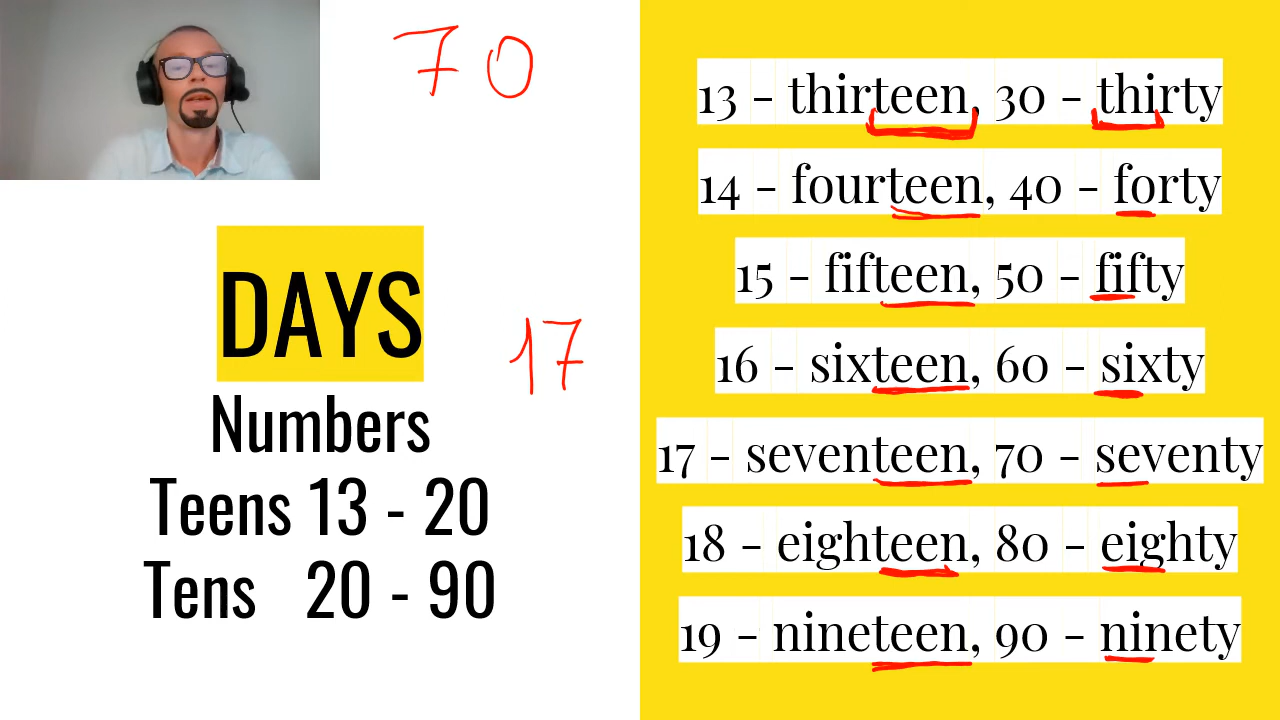 70
DAYS
17
Numbers
Teens 13 - 20
Tens 20 - 90
13 - thirteen, 30 - thirty
14 - fourteen, 40 - forty
15 - fifteen, 50 - fifty
16 - sixteen, 60 - sixty
17 - seventeen, 70 - seventy
18 - eighteen, 80 - eighty
19 - nineteen, 90 - ninety